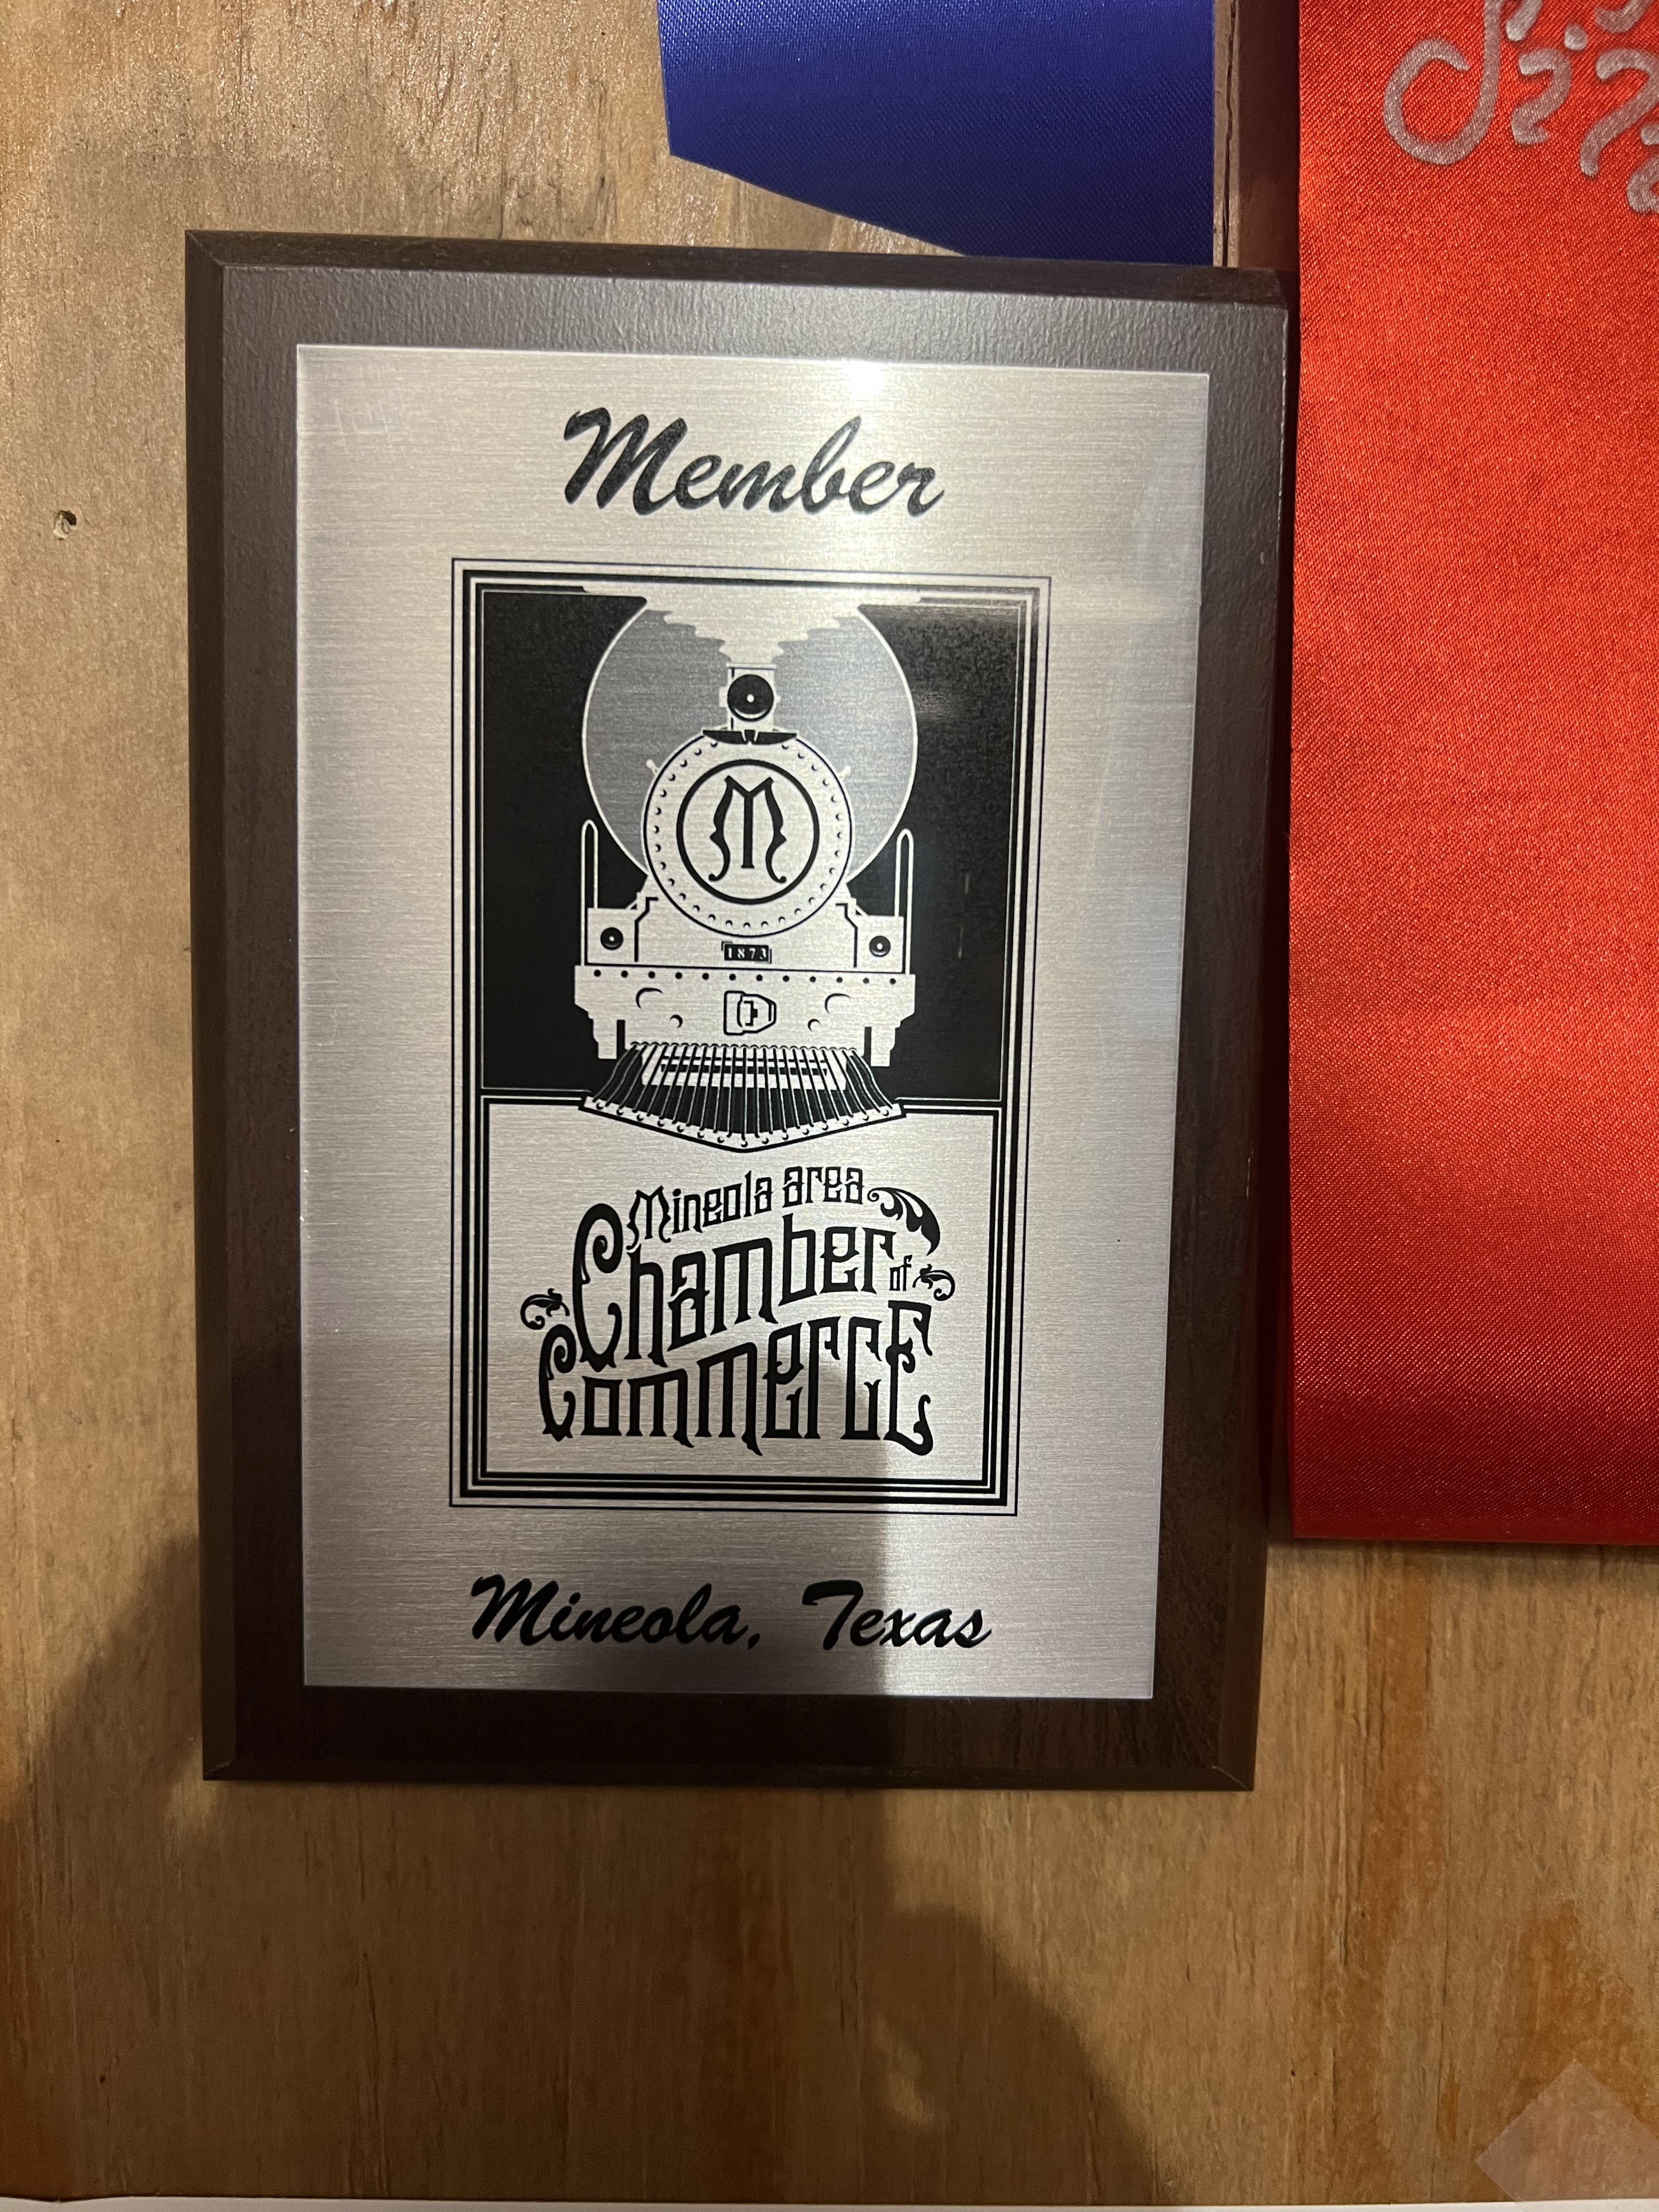 Member
M
1873
Mineola area
Chamber of
Commerce
Mineola, Texas